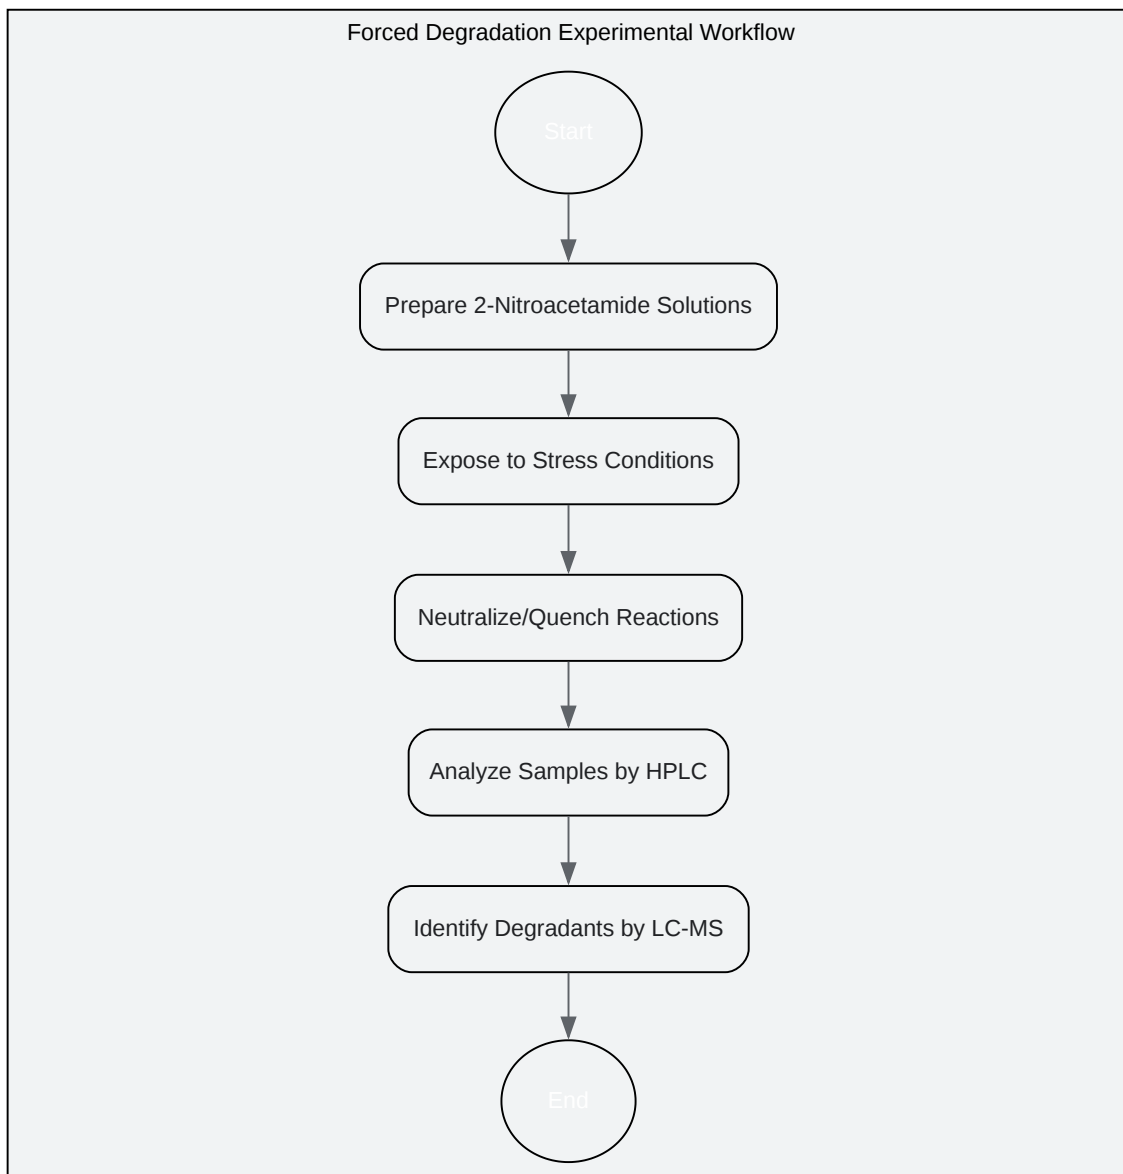 Forced Degradation Experimental Workflow
Start
Prepare 2-Nitroacetamide Solutions
Expose to Stress Conditions
Neutralize/Quench Reactions
Analyze Samples by HPLC
Identify Degradants by LC-MS
End